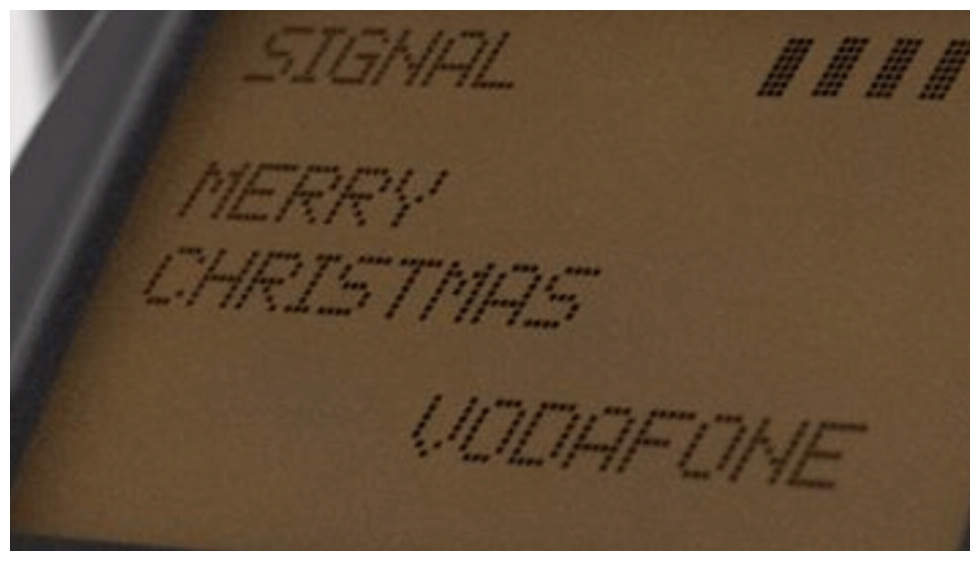 SIGNAL
MERRY
CHRISTMAS
VODAFONE